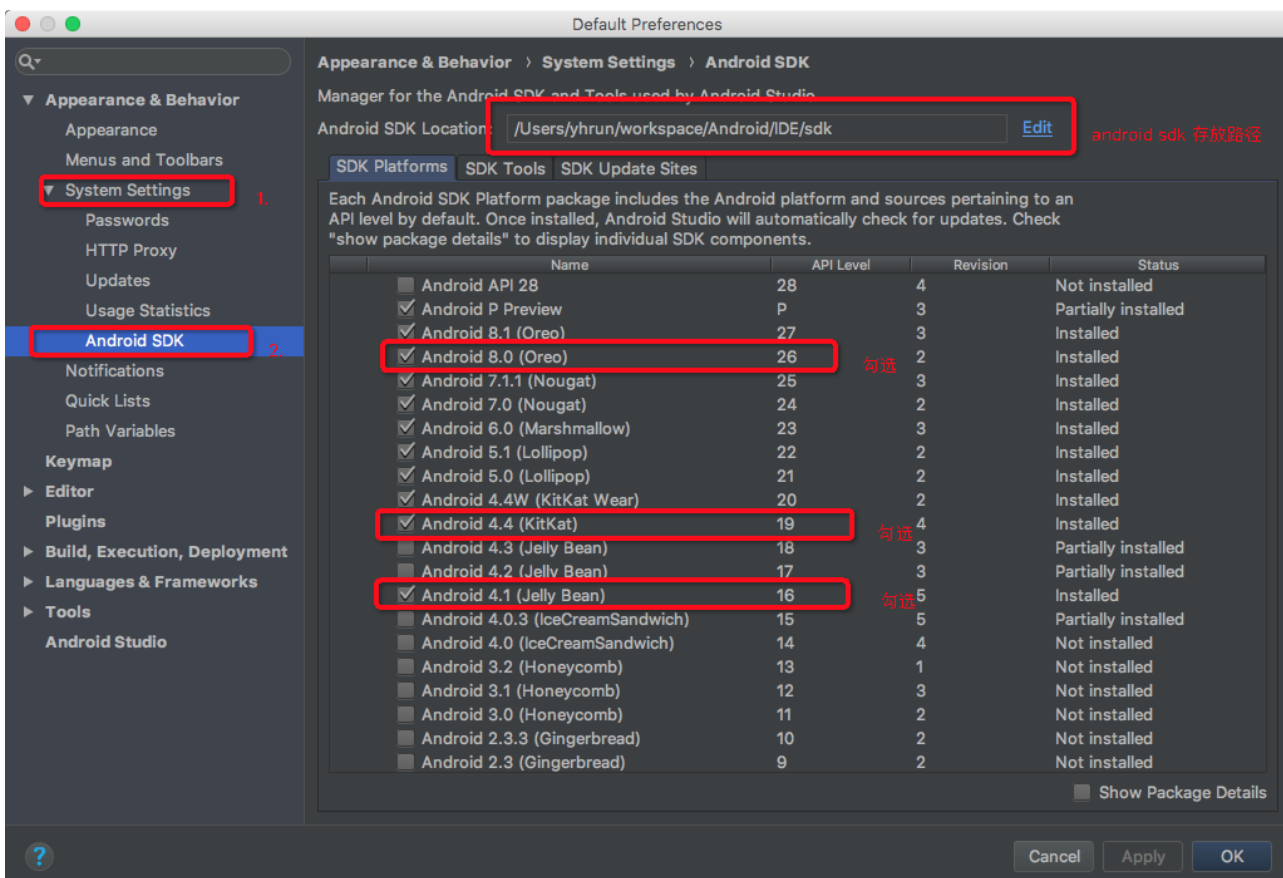 Default Preferences
Appearance & Behavior
Appearance
Menus and Toolbars
System Settings 1.
Passwords
HTTP Proxy
Updates
Usage Statistics
Android SDK 2.
Notifications
Quick Lists
Path Variables
Keymap
Editor
Plugins
Build, Execution, Deployment
Languages & Frameworks
Tools
Android Studio
Appearance & Behavior › System Settings › Android SDK
Manager for the Android SDK and Tools used by Android Studio
Android SDK Location: /Users/yhrun/workspace/Android/IDE/sdk Edit android sdk 存放路径
SDK Platforms SDK Tools SDK Update Sites
Each Android SDK Platform package includes the Android platform and sources pertaining to an
API level by default. Once installed, Android Studio will automatically check for updates. Check
"show package details" to display individual SDK components.
Name API Level Revision Status
Android API 28 28 4 Not installed
Android P Preview P 3 Partially installed
Android 8.1 (Oreo) 27 3 Installed
Android 8.0 (Oreo) 26 勾选 2 Installed
Android 7.1.1 (Nougat) 25 3 Installed
Android 7.0 (Nougat) 24 2 Installed
Android 6.0 (Marshmallow) 23 3 Installed
Android 5.1 (Lollipop) 22 2 Installed
Android 5.0 (Lollipop) 21 2 Installed
Android 4.4W (KitKat Wear) 20 2 Installed
Android 4.4 (KitKat) 19 勾选 4 Installed
Android 4.3 (Jelly Bean) 18 3 Partially installed
Android 4.2 (Jelly Bean) 17 3 Partially installed
Android 4.1 (Jelly Bean) 16 勾选 5 Installed
Android 4.0.3 (IceCreamSandwich) 15 5 Partially installed
Android 4.0 (IceCreamSandwich) 14 4 Not installed
Android 3.2 (Honeycomb) 13 1 Not installed
Android 3.1 (Honeycomb) 12 3 Not installed
Android 3.0 (Honeycomb) 11 2 Not installed
Android 2.3.3 (Gingerbread) 10 2 Not installed
Android 2.3 (Gingerbread) 9 2 Not installed
Show Package Details
? Cancel Apply OK